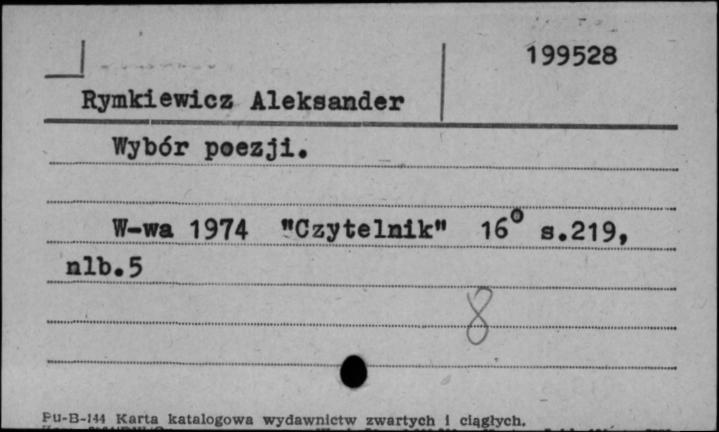 199528
Rymkiewicz Aleksander
Wybór poezji.
W-wa 1974 "Czytelnik" 16° s.219,
nlb.5
8
Pu-B-144 Karta katalogowa wydawnictw zwartych i ciągłych.